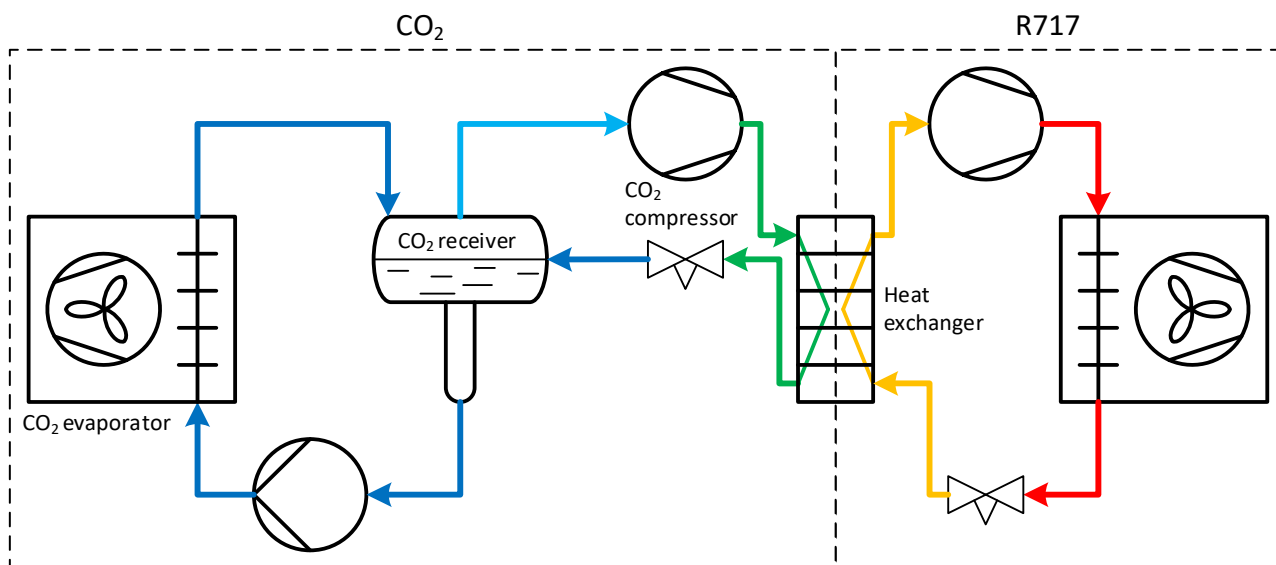 CO₂
R717
CO₂
compressor
CO₂ receiver
Heat
exchanger
CO₂ evaporator